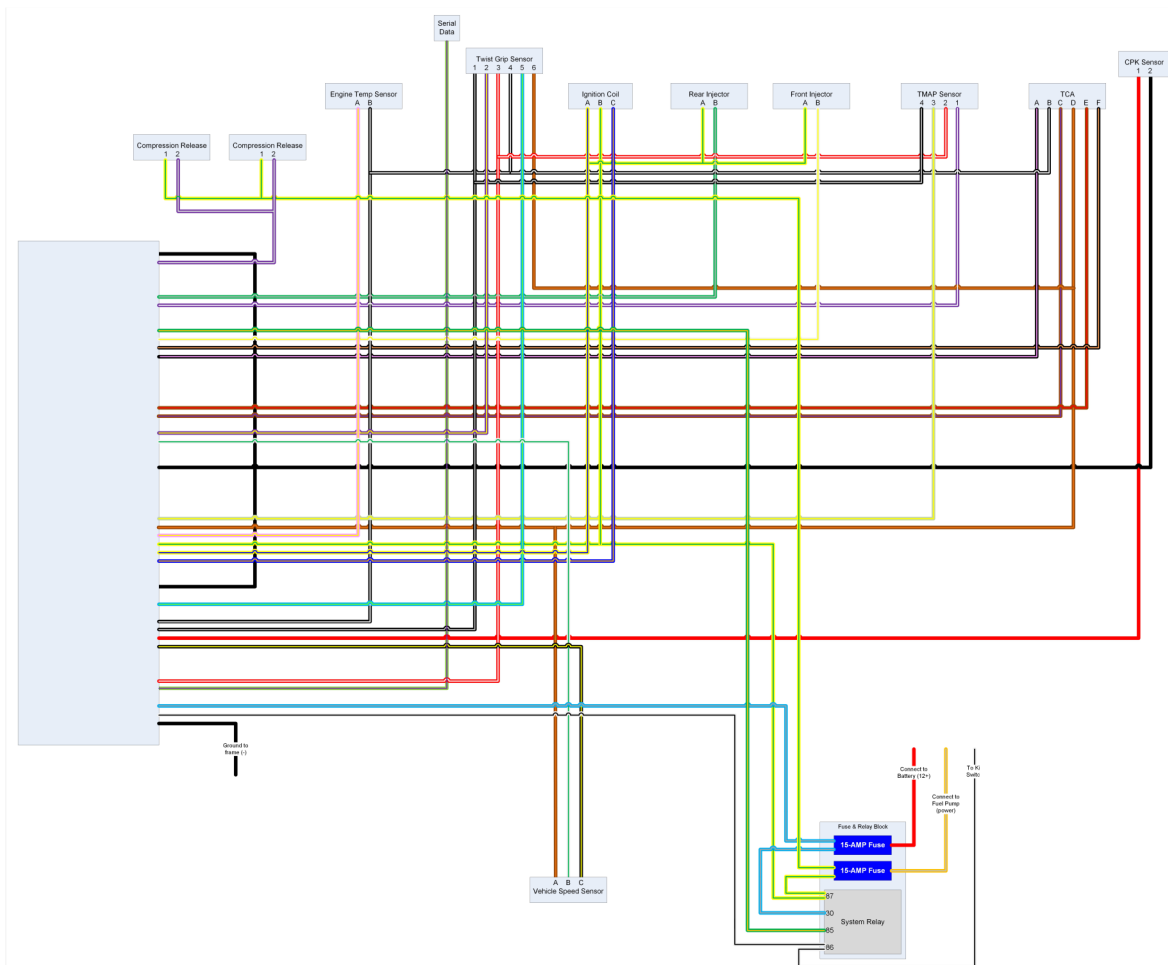 Serial
Data
Twist Grip Sensor
1 2 3 4 5 6
CPK Sensor
1 2
Engine Temp Sensor
A B
Ignition Coil
A B C
Rear Injector
A B
Front Injector
A B
TMAP Sensor
4 3 2 1
TCA
A B C D E F
Compression Release
1 2
Compression Release
1 2
Ground to
frame (-)
Connect to
Battery (12+)
Connect to
Fuel Pump
(power)
To Ki
Switc
Fuse & Relay Block
15-AMP Fuse
15-AMP Fuse
87
30
System Relay
85
86
A B C
Vehicle Speed Sensor